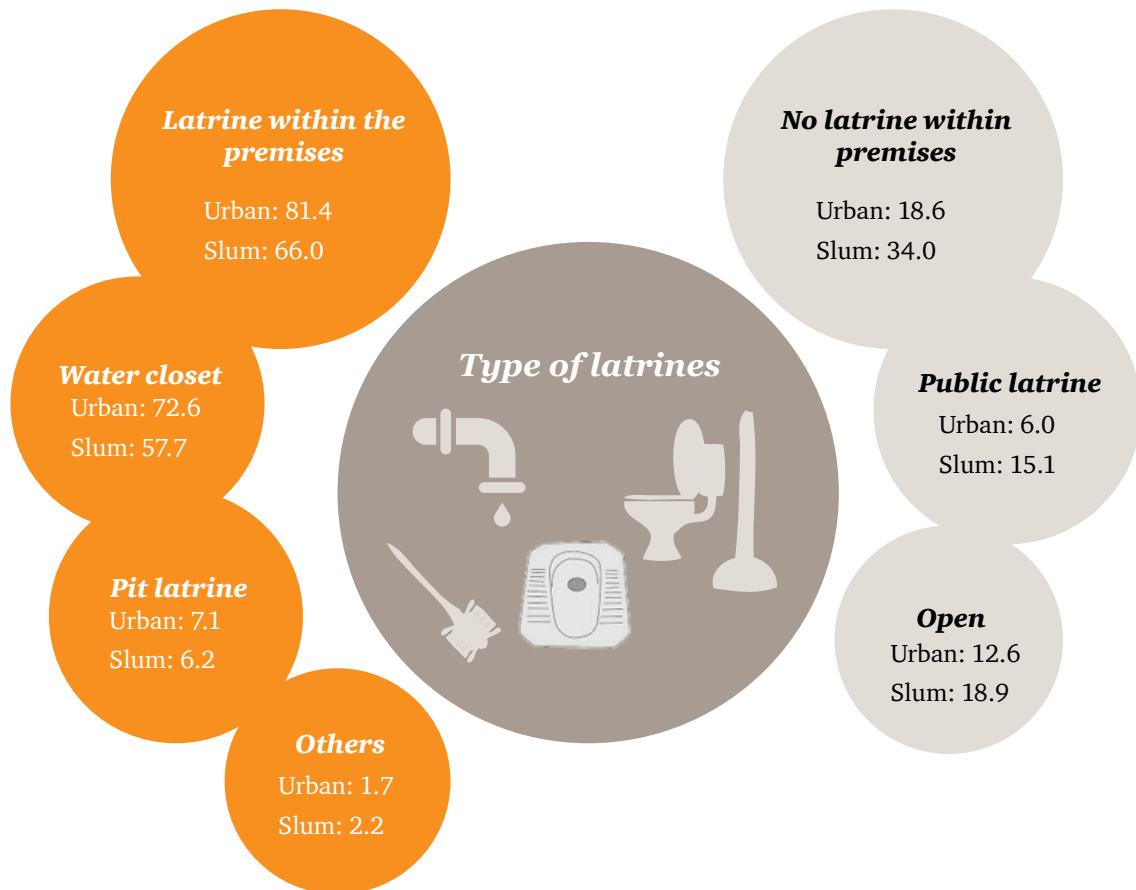 Latrine within the
premises
Urban: 81.4
Slum: 66.0
Water closet
Urban: 72.6
Slum: 57.7
Pit latrine
Urban: 7.1
Slum: 6.2
Others
Urban: 1.7
Slum: 2.2
Type of latrines
No latrine within
premises
Urban: 18.6
Slum: 34.0
Public latrine
Urban: 6.0
Slum: 15.1
Open
Urban: 12.6
Slum: 18.9